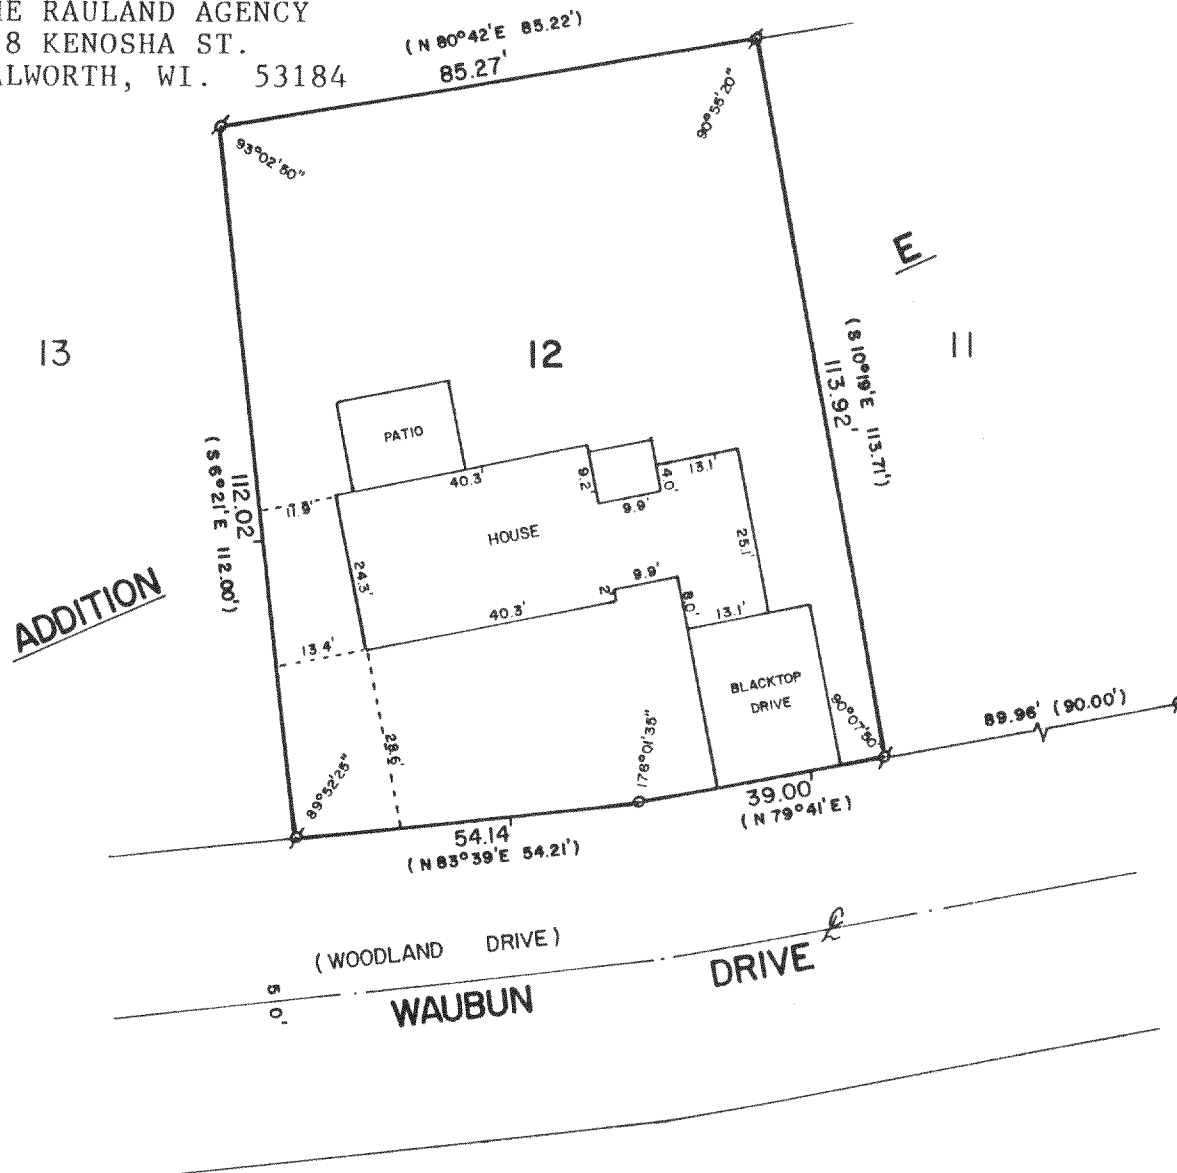 RAULAND AGENCY
8 KENOSHA ST.
WI. 53184
(N 80°42'E 85.22')
85.27'
93°02'50"
90°55'20"
E
13
12
11
(S 10°19'E 113.71')
113.92'
PATIO
40.3'
9.2'
4.0'
13.1'
9.9'
17.9'
112.02'
(S 6°21'E 112.00')
HOUSE
25.1'
24.3'
9.9'
2'
40.3'
8.0'
13.1'
ADDITION
13.4'
BLACKTOP
DRIVE
90°07'50"
89.96' (90.00')
28.6'
89°52'25"
178°01'35"
39.00'
(N 79°41'E)
54.14'
(N 83°39'E 54.21')
(WOODLAND DRIVE)
50'
WAUBUN DRIVE